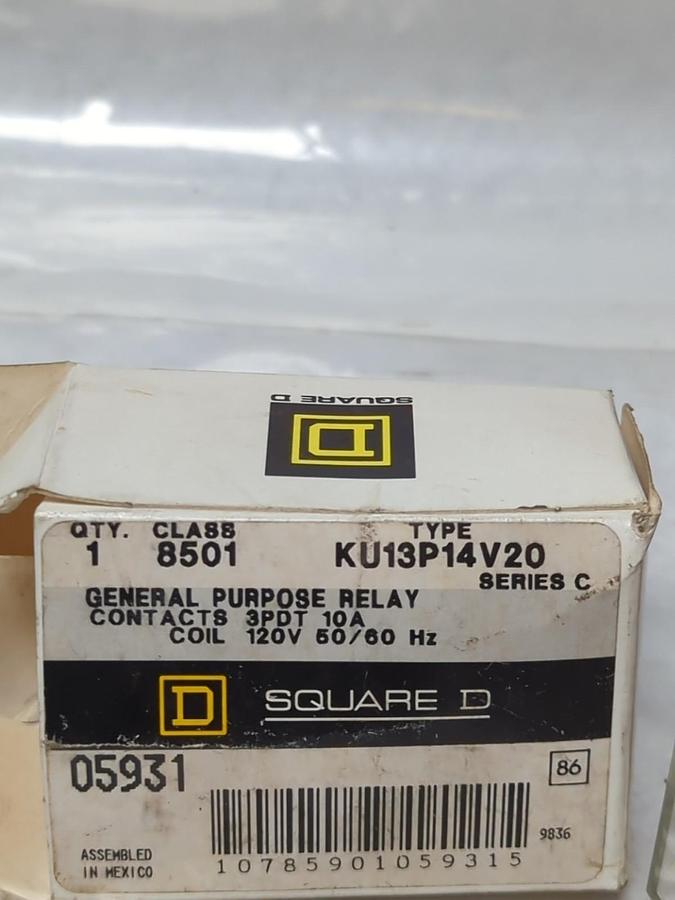 SQUARE D
D
QTY. CLASS TYPE
1 8501 KU13P14V20
SERIES C
GENERAL PURPOSE RELAY
CONTACTS 3PDT 10A
COIL 120V 50/60 Hz
D SQUARE D
05931
86
9836
ASSEMBLED
IN MEXICO
10785901059315